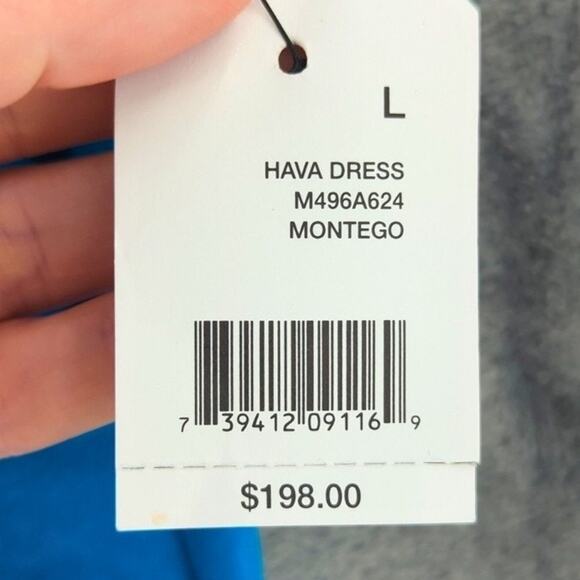 L
HAVA DRESS
M496A624
MONTEGO
7 39412 09116 9
$198.00